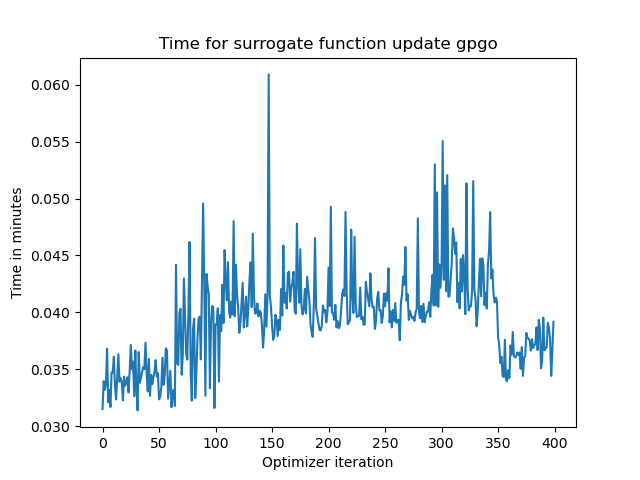 Time for surrogate function update gpgo
0.060
0.055
0.050
0.045
0.040
0.035
0.030
Time in minutes
0 50 100 150 200 250 300 350 400
Optimizer iteration